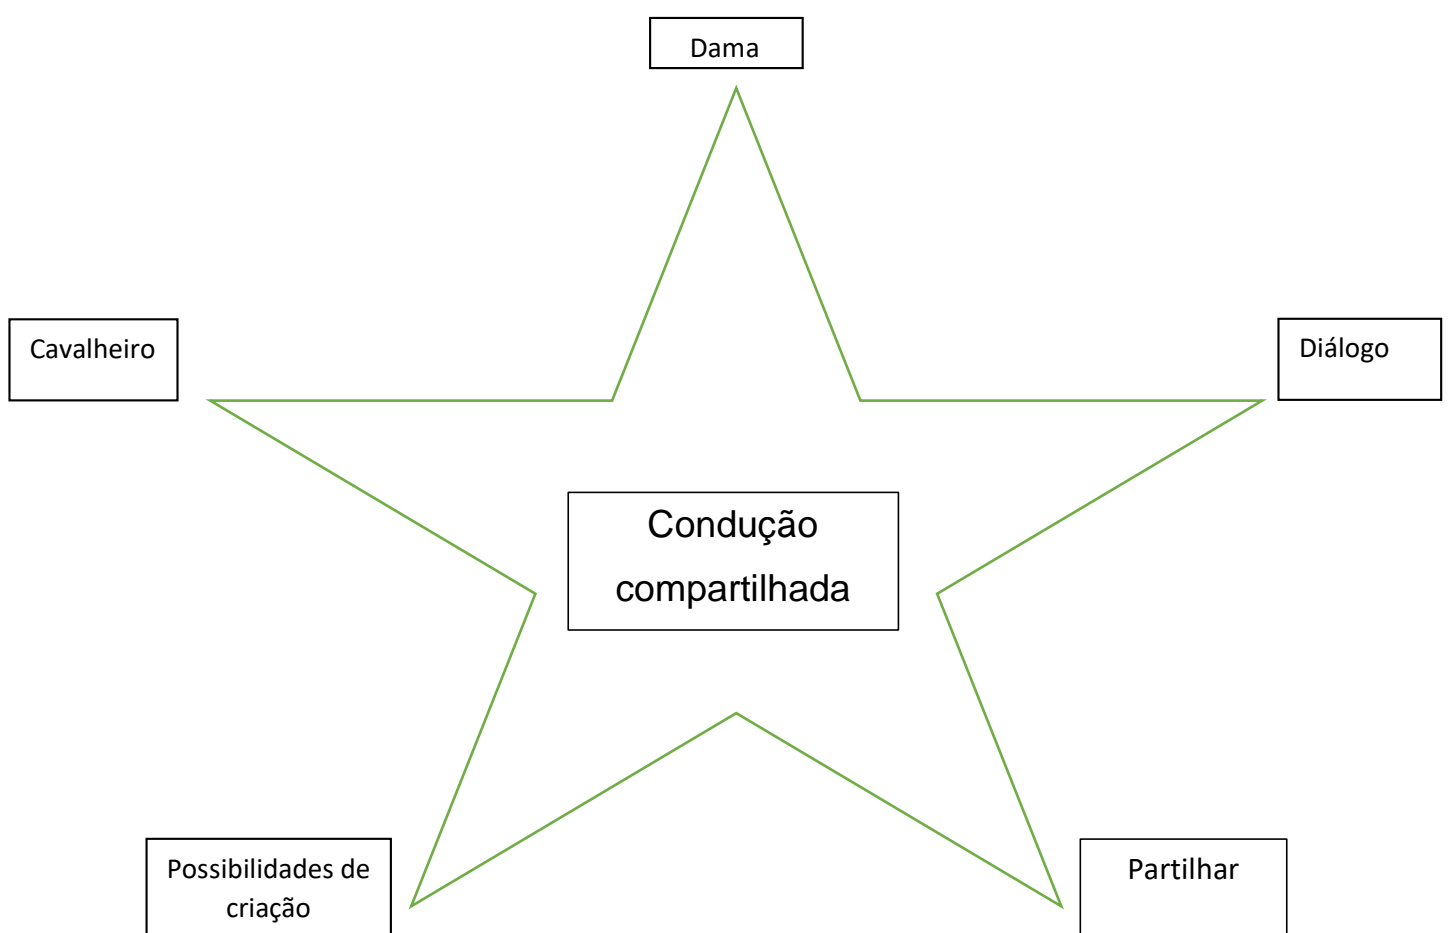 Dama
Cavalheiro
Diálogo
Condução
compartilhada
Possibilidades de
criação
Partilhar